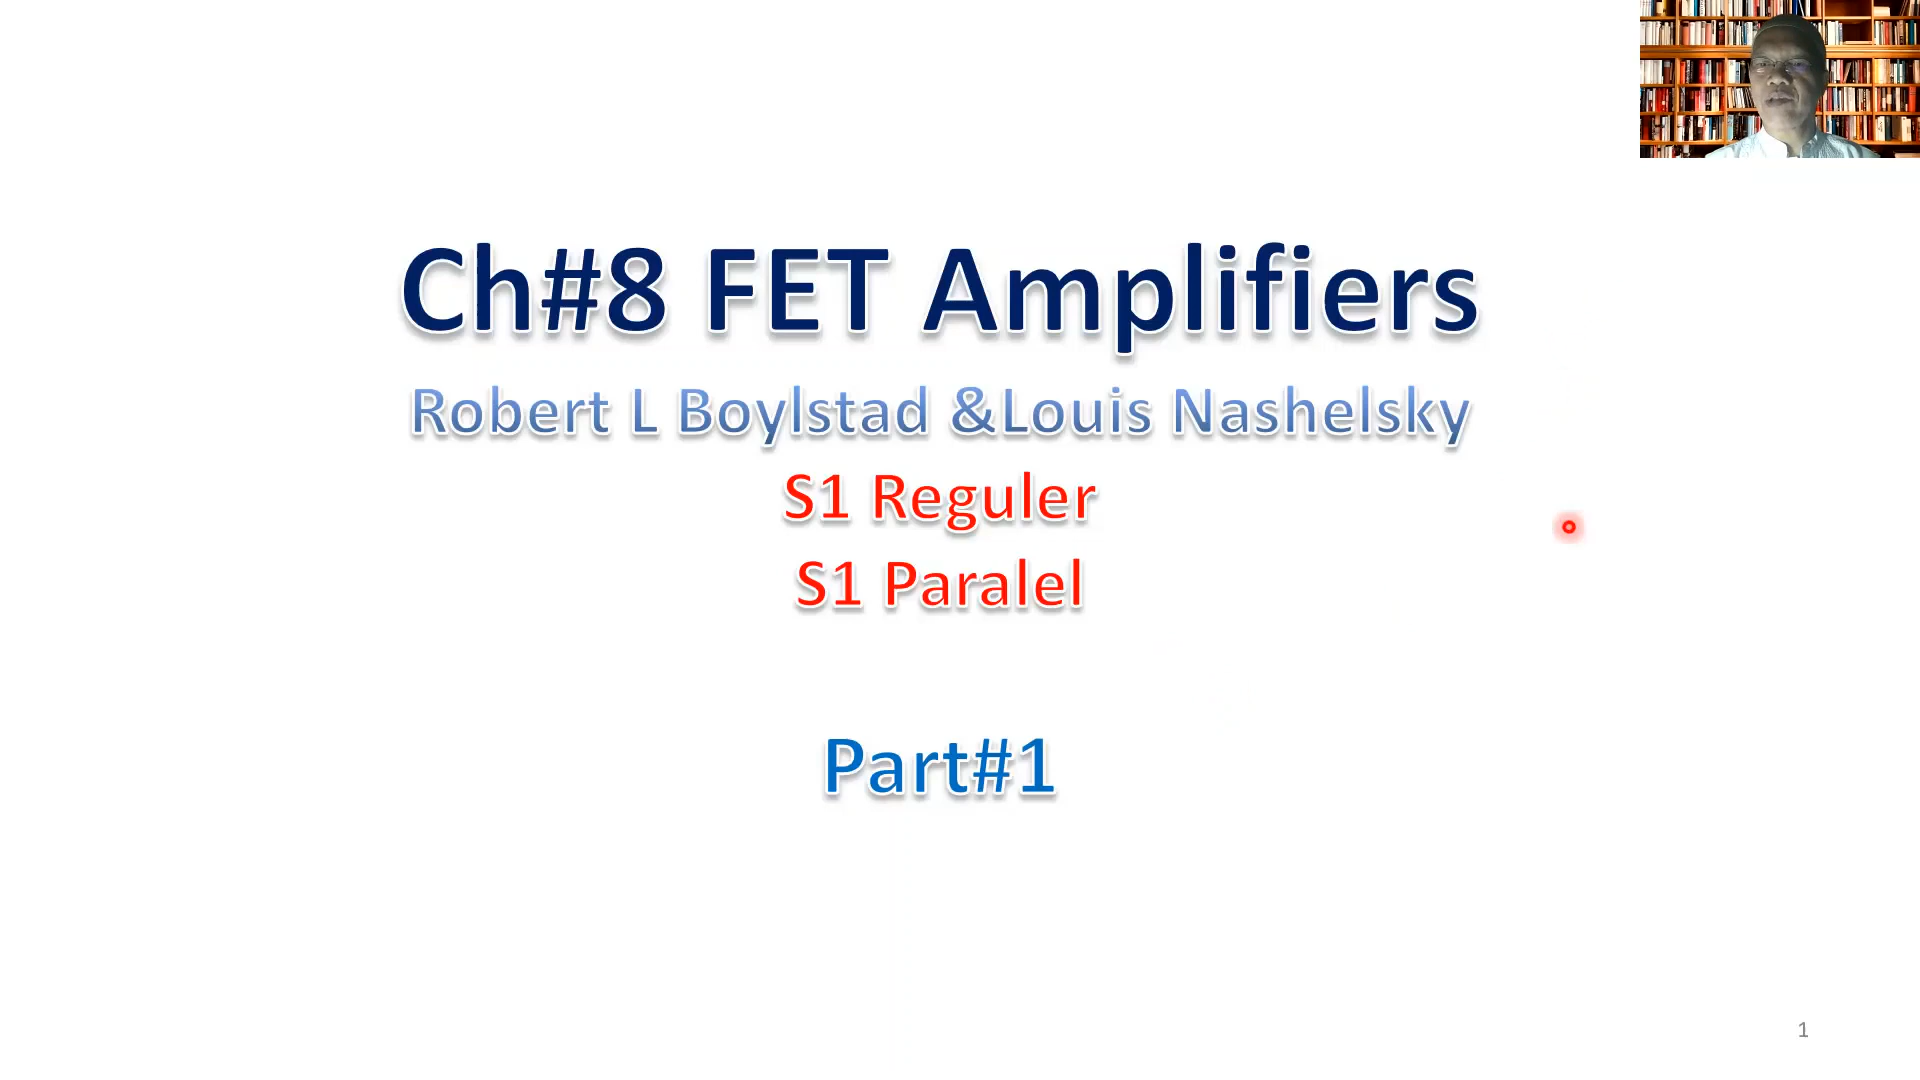 Ch#8 FET Amplifiers
Robert L Boylstad &Louis Nashelsky
S1 Reguler
S1 Paralel
Part#1
1